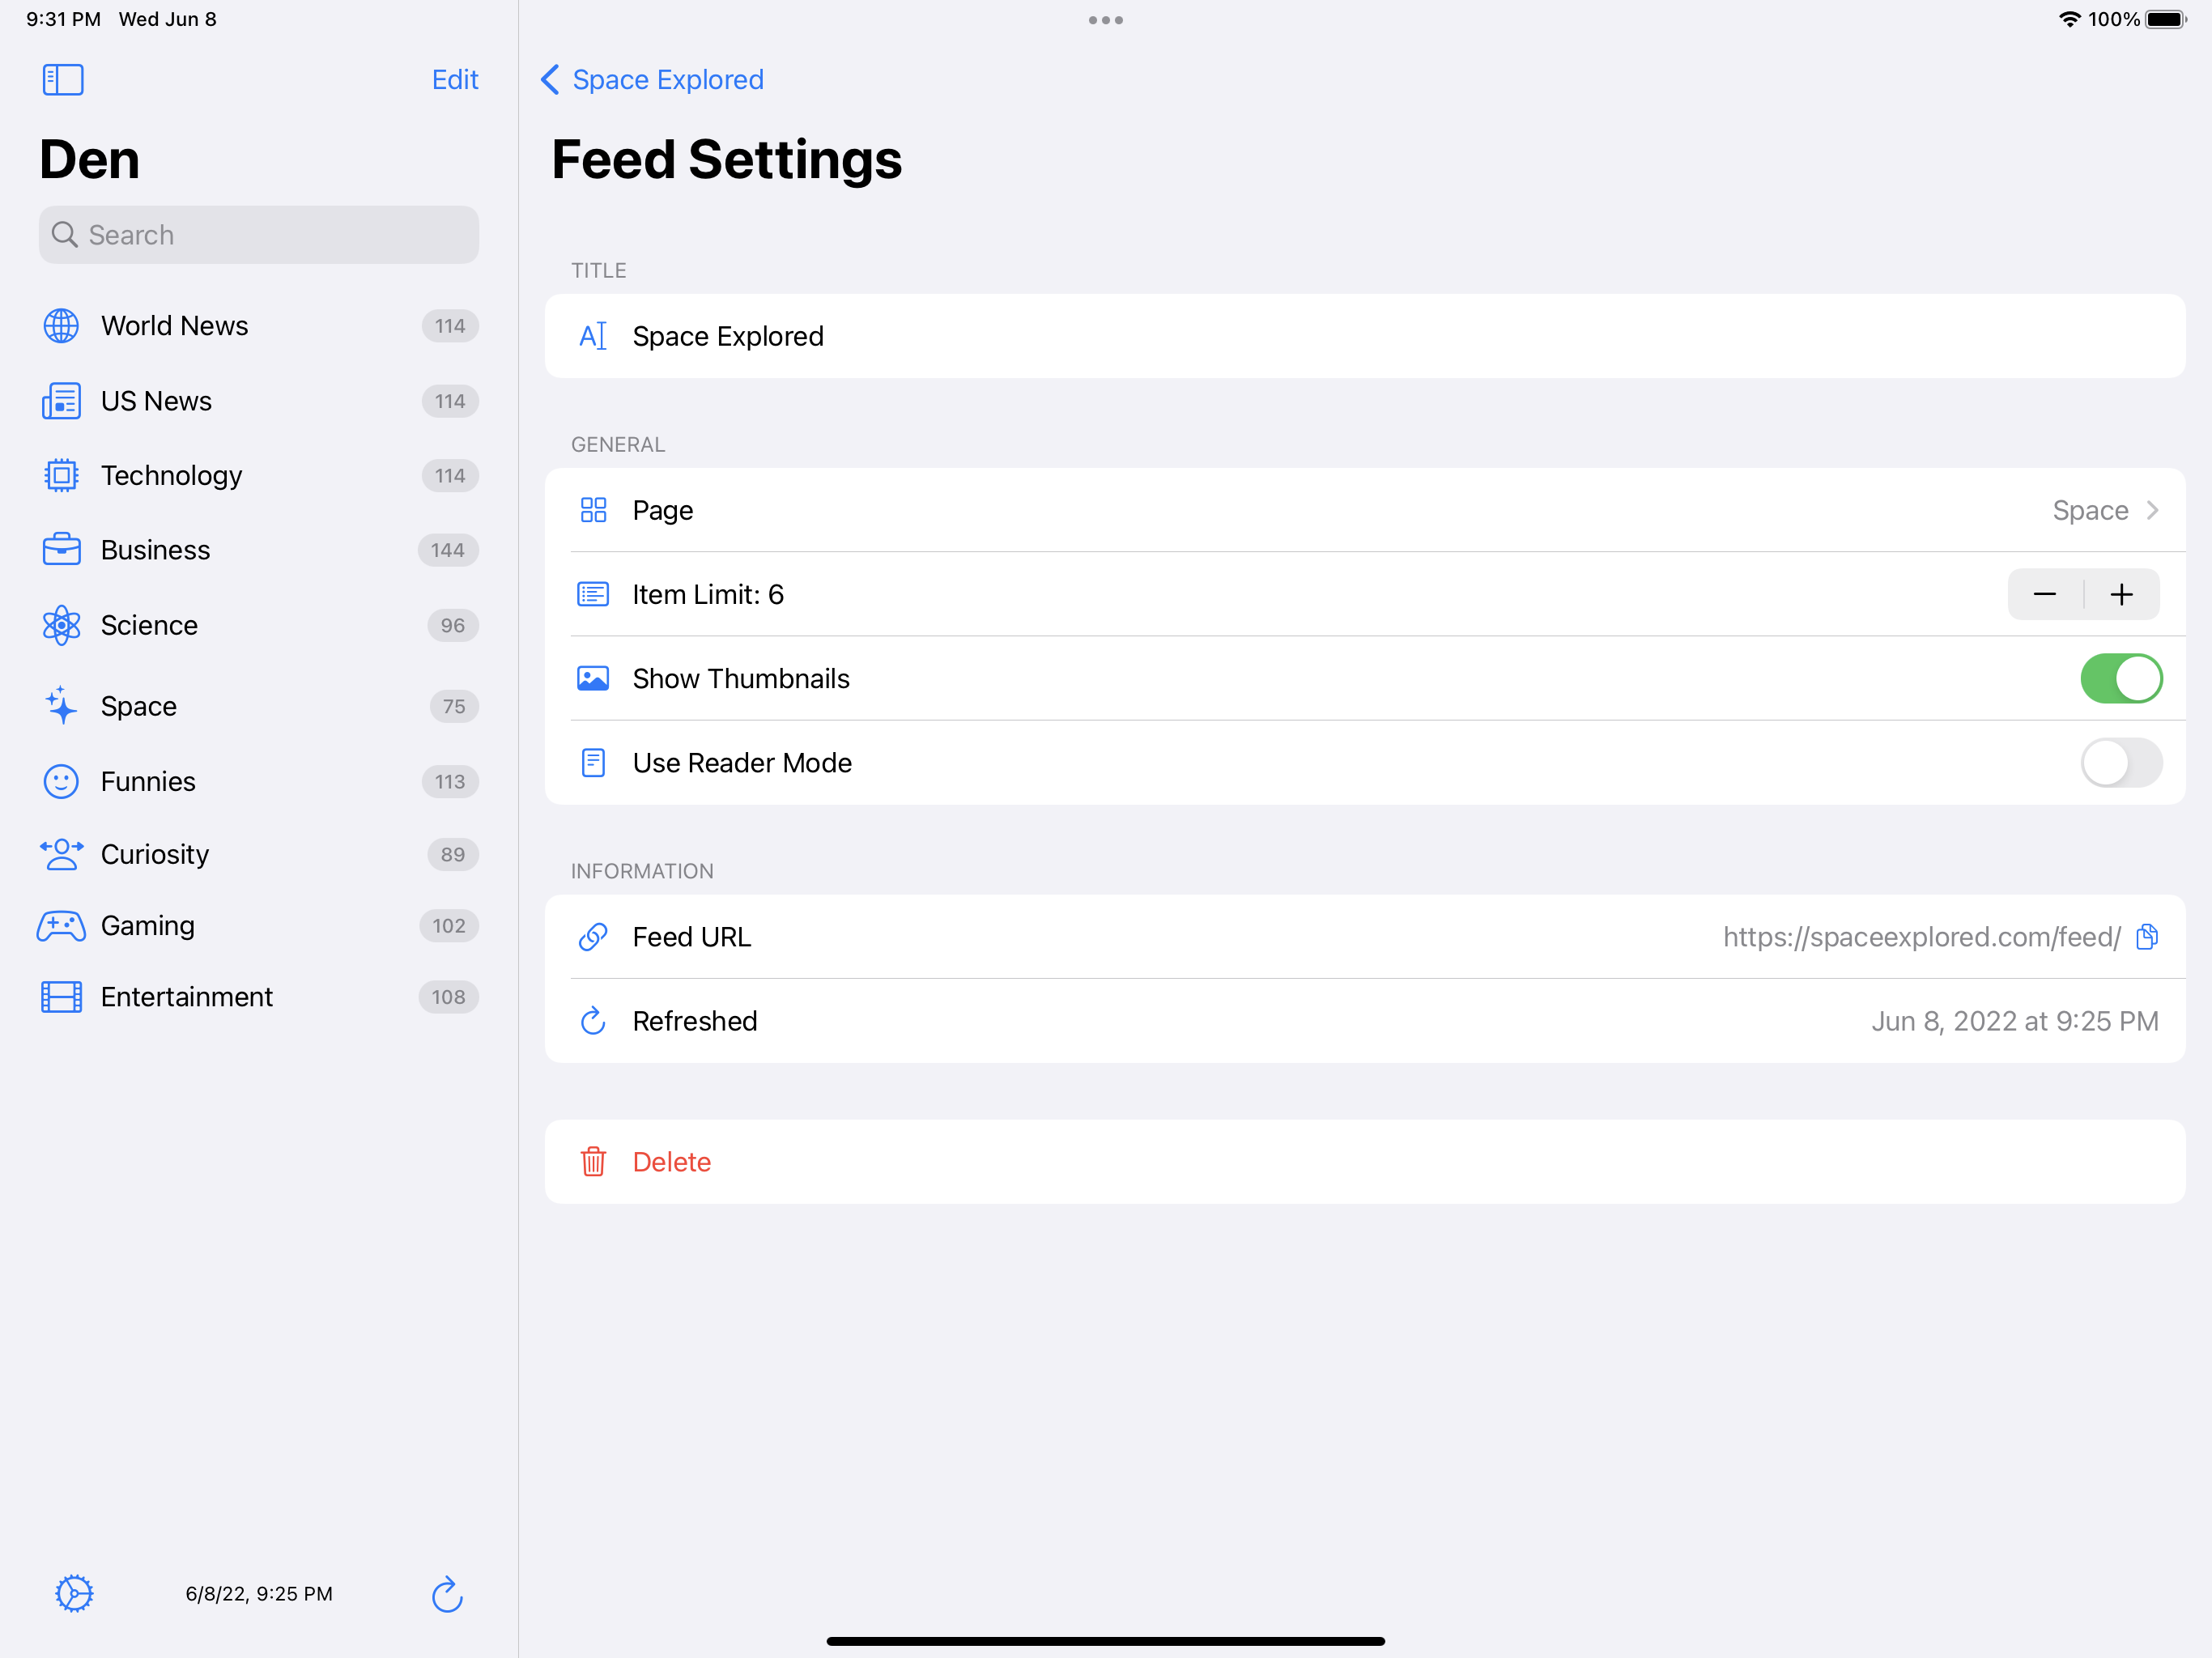 9:31 PM Wed Jun 8
100%
Edit
Den
Search
World News 114
US News 114
Technology 114
Business 144
Science 96
Space 75
Funnies 113
Curiosity 89
Gaming 102
Entertainment 108
6/8/22, 9:25 PM
Space Explored
Feed Settings
TITLE
Space Explored
GENERAL
Page Space
Item Limit: 6
Show Thumbnails
Use Reader Mode
INFORMATION
Feed URL https://spaceexplored.com/feed/
Refreshed Jun 8, 2022 at 9:25 PM
Delete